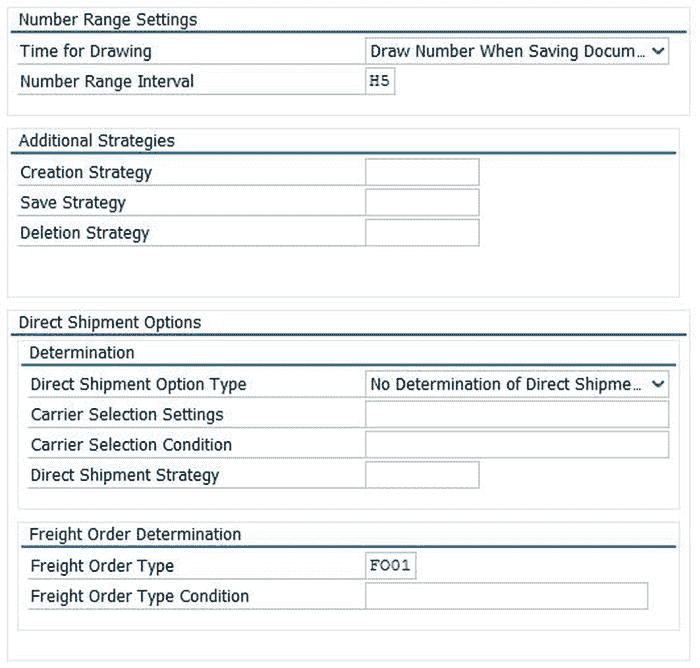 Number Range Settings
Time for Drawing Draw Number When Saving Docum...
Number Range Interval H5
Additional Strategies
Creation Strategy
Save Strategy
Deletion Strategy
Direct Shipment Options
Determination
Direct Shipment Option Type No Determination of Direct Shipme...
Carrier Selection Settings
Carrier Selection Condition
Direct Shipment Strategy
Freight Order Determination
Freight Order Type FO01
Freight Order Type Condition